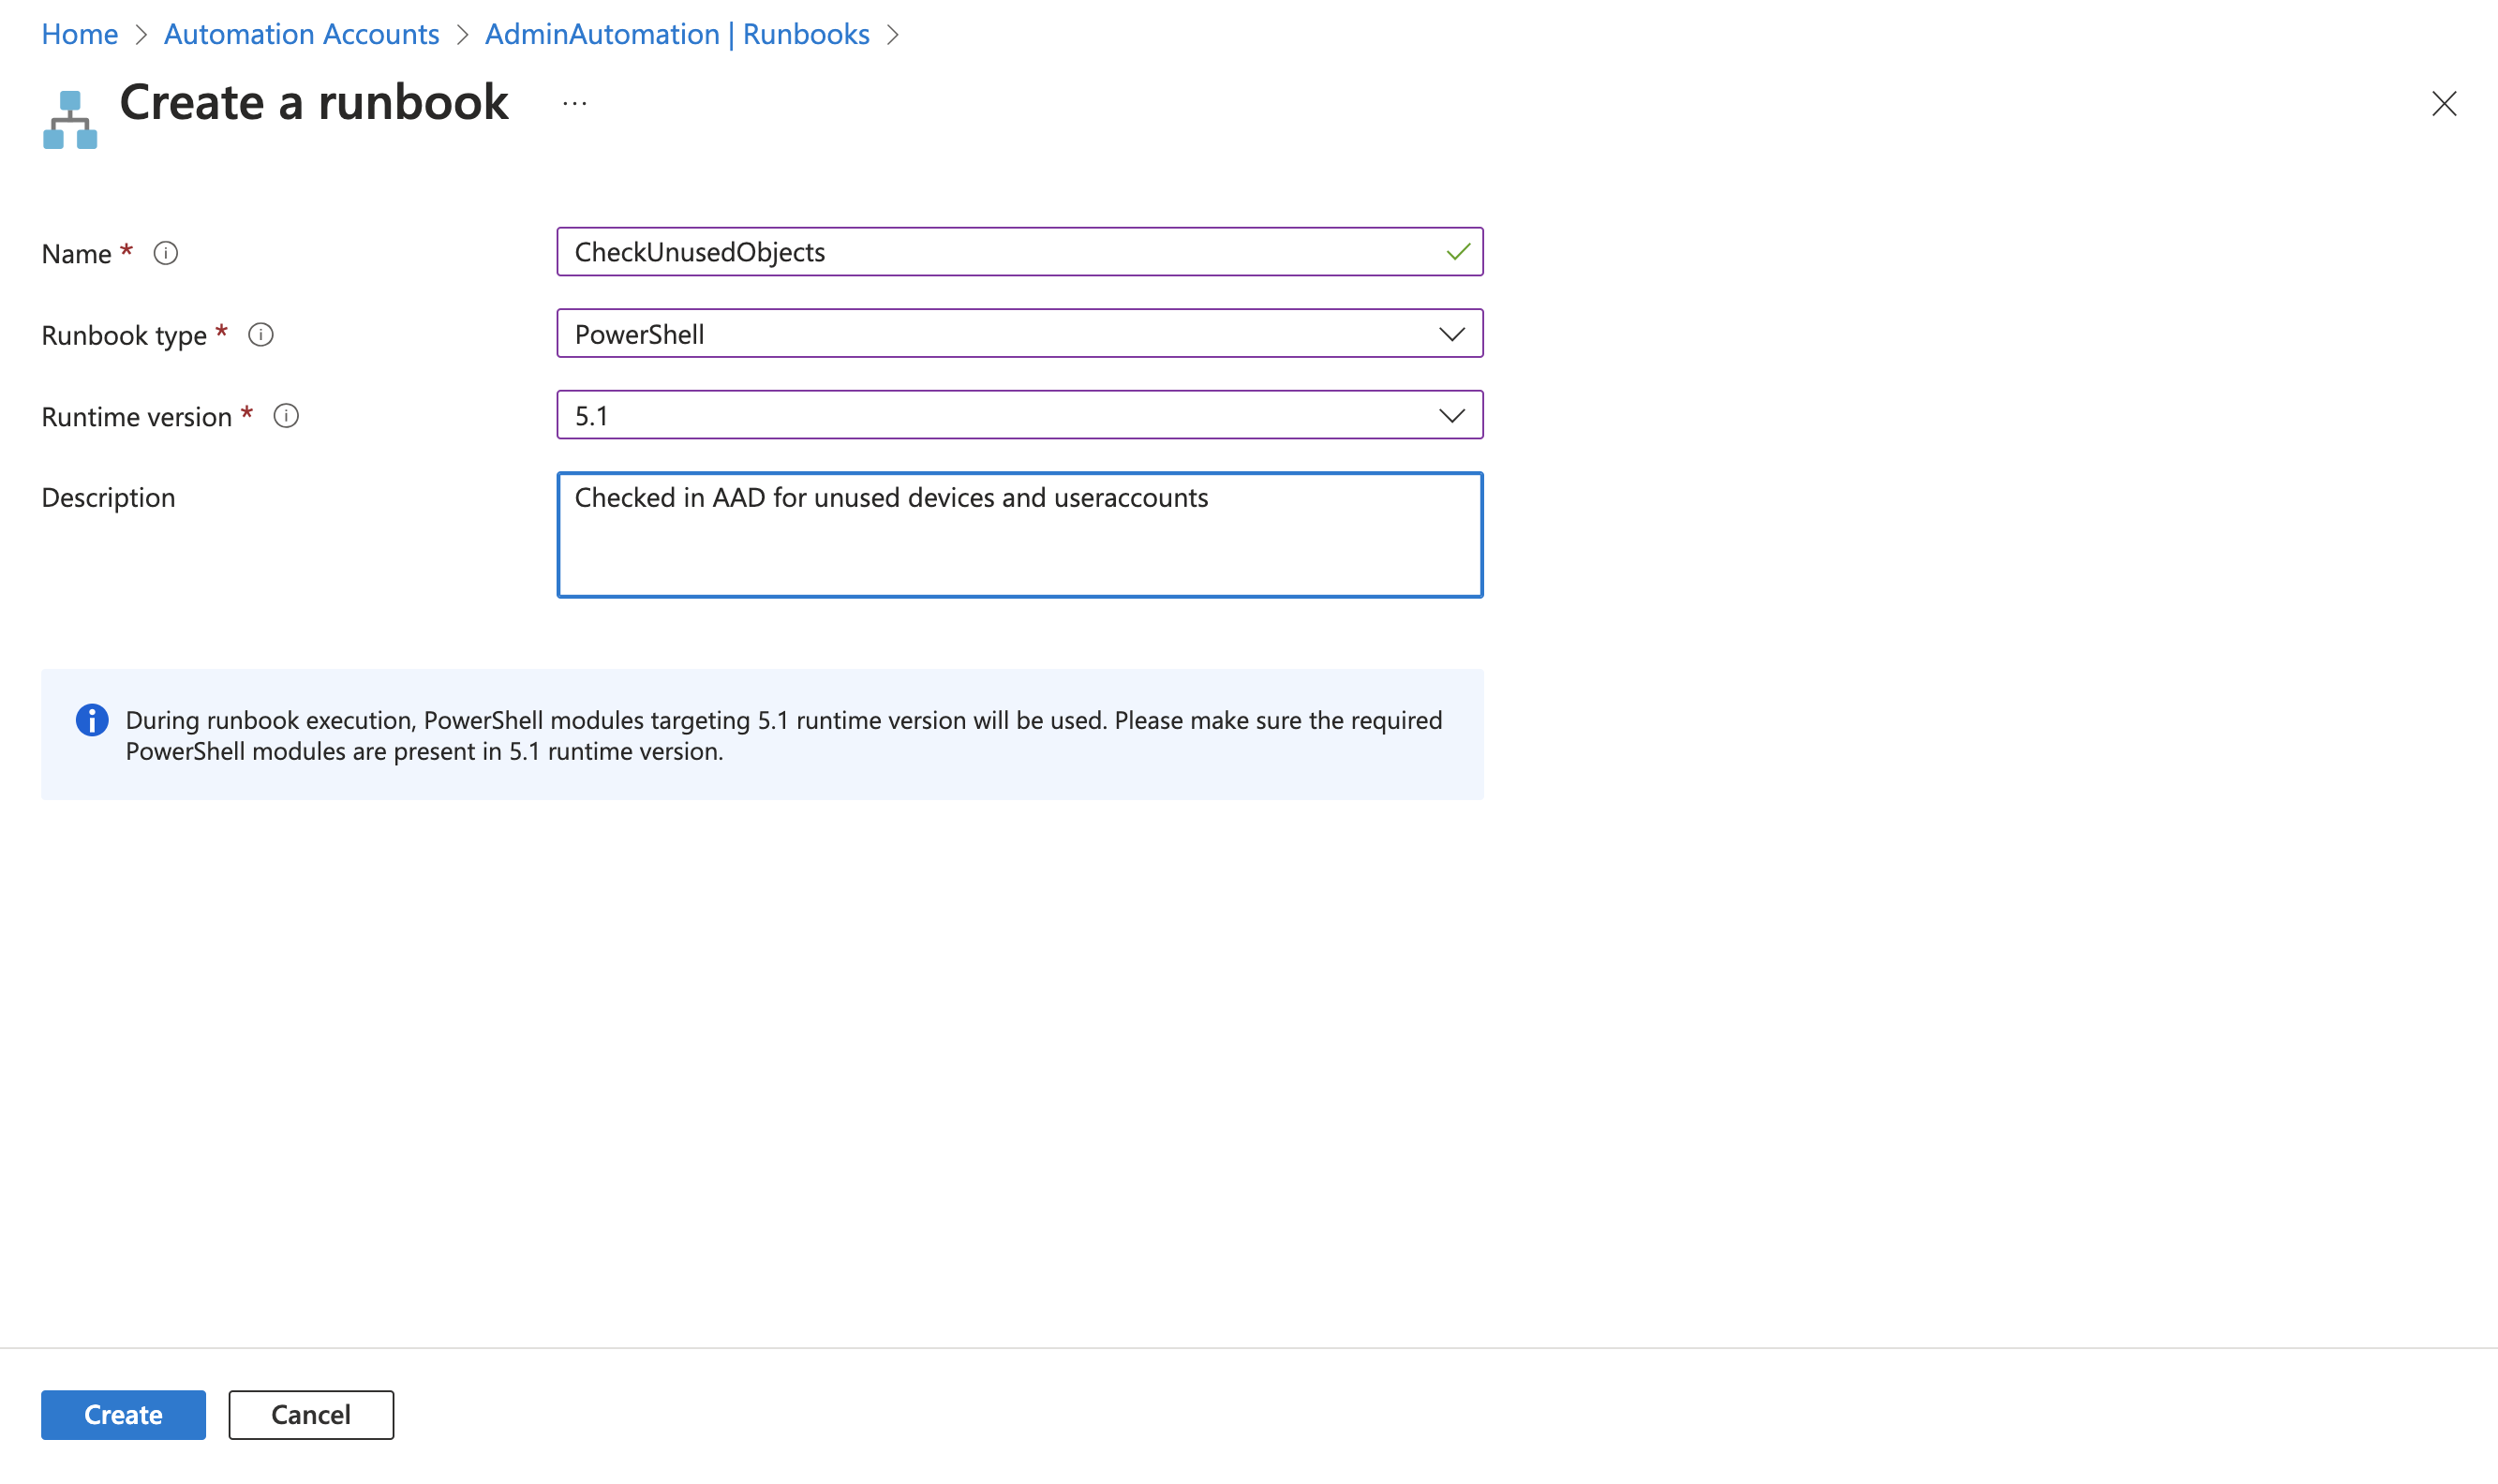 Home > Automation Accounts > AdminAutomation | Runbooks >
Create a runbook ...
Name * CheckUnusedObjects
Runbook type * PowerShell
Runtime version * 5.1
Description Checked in AAD for unused devices and useraccounts
During runbook execution, PowerShell modules targeting 5.1 runtime version will be used. Please make sure the required
PowerShell modules are present in 5.1 runtime version.
Create Cancel